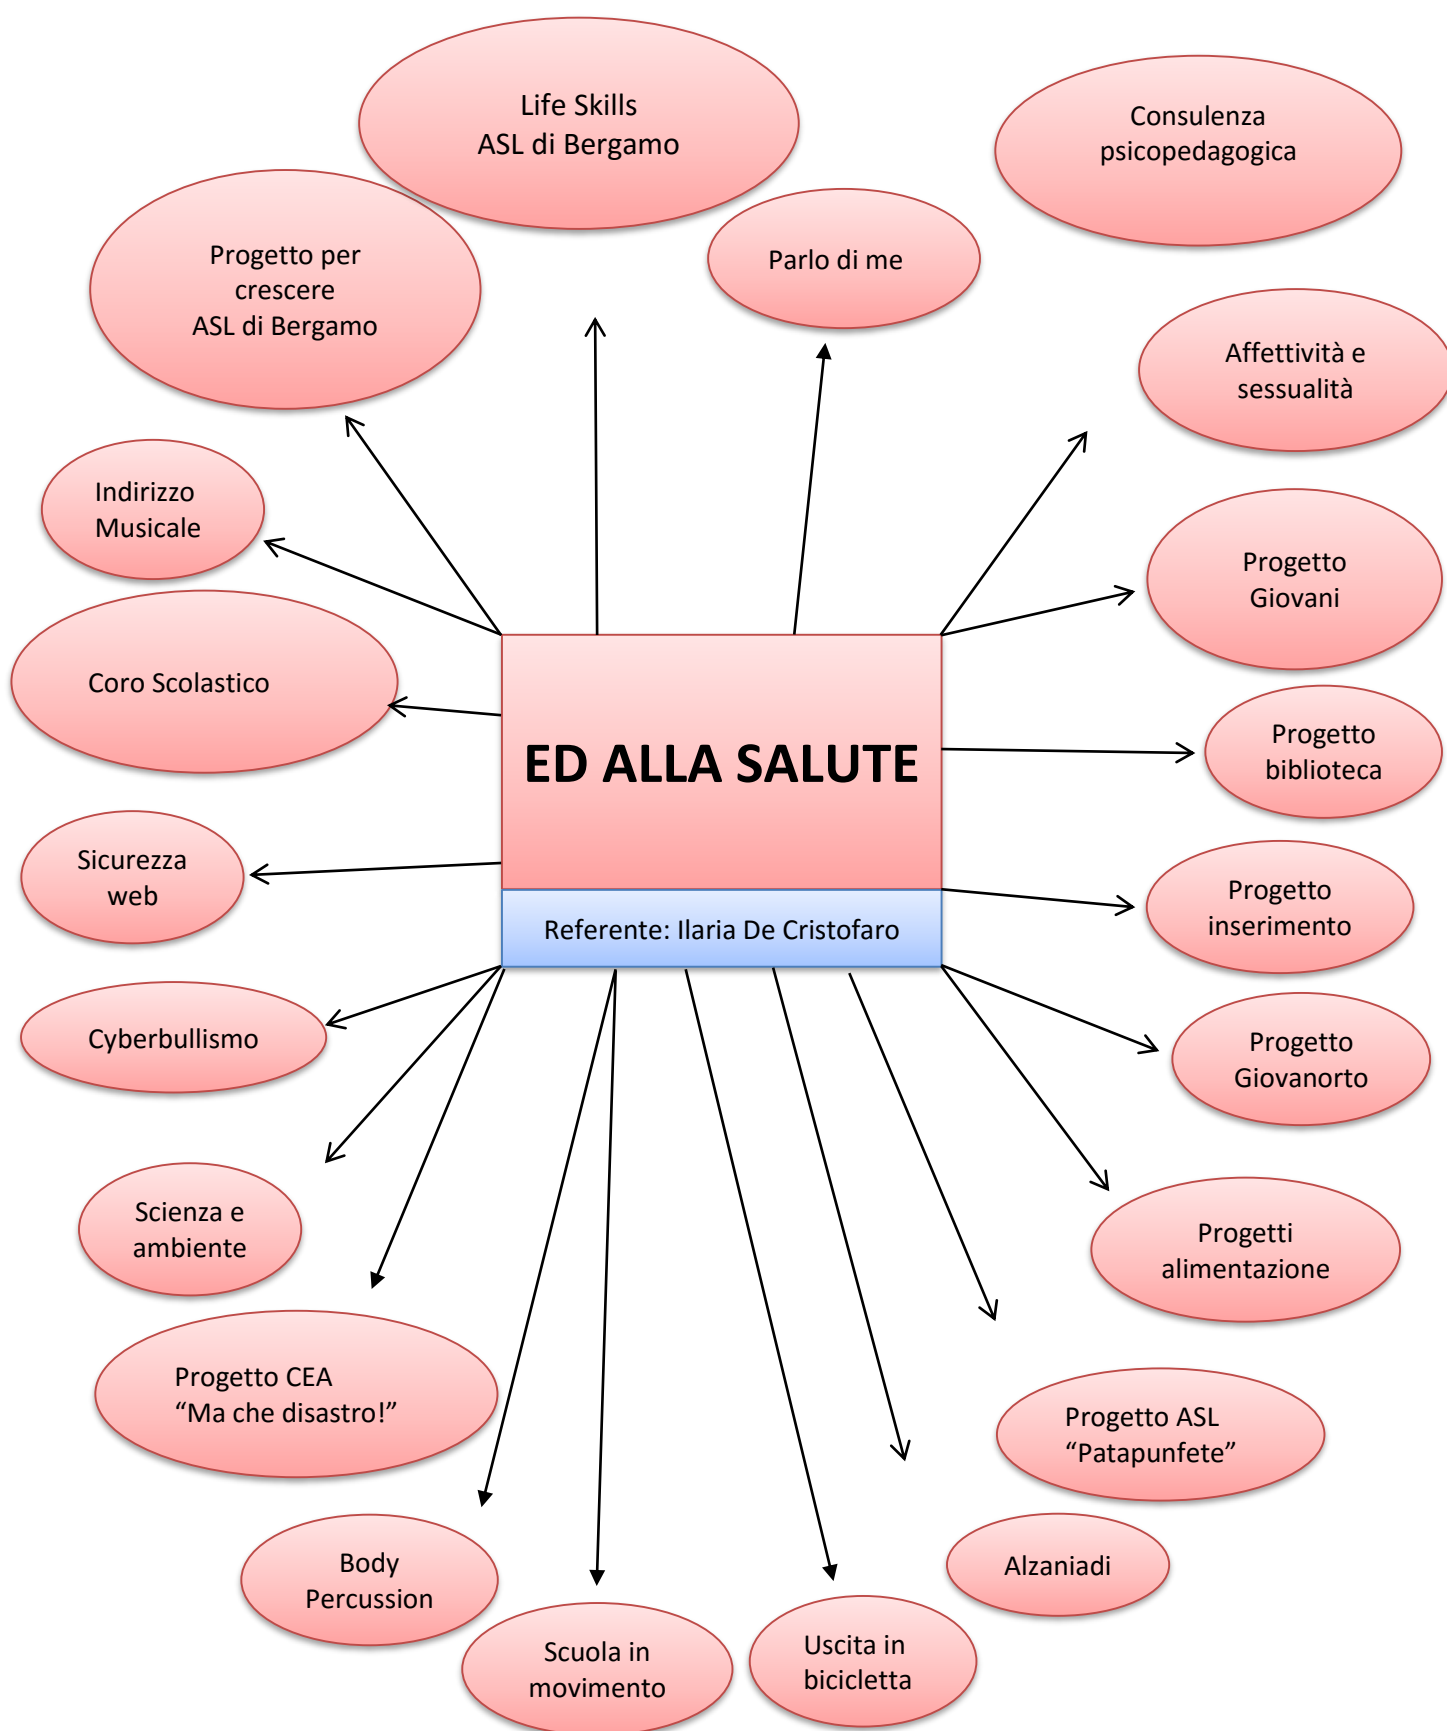 Life Skills
ASL di Bergamo
Consulenza
psicopedagogica
Progetto per
crescere
ASL di Bergamo
Parlo di me
Affettività e
sessualità
Indirizzo
Musicale
Progetto
Giovani
Coro Scolastico
ED ALLA SALUTE
Progetto
biblioteca
Sicurezza
web
Referente: Ilaria De Cristofaro
Progetto
inserimento
Cyberbullismo
Progetto
Giovanorto
Scienza e
ambiente
Progetti
alimentazione
Progetto CEA
“Ma che disastro!”
Progetto ASL
“Patapunfete”
Body
Percussion
Alzaniadi
Scuola in
movimento
Uscita in
bicicletta